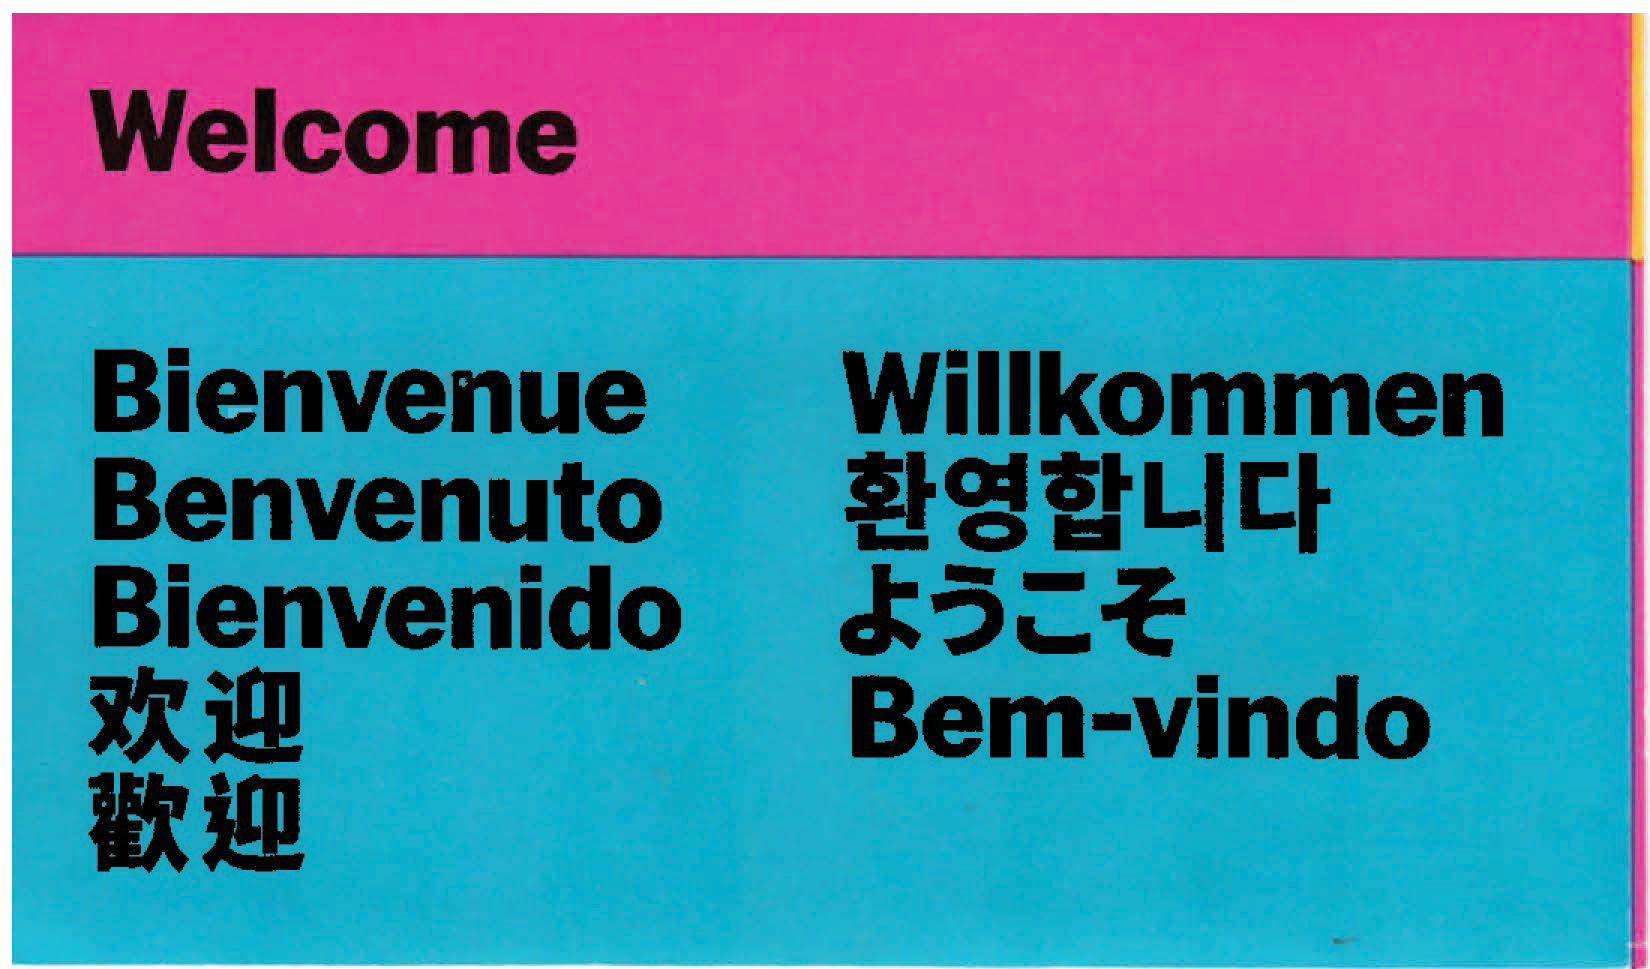 Welcome
Bienvenue
Benvenuto
Bienvenido
欢迎
歡迎
Willkommen
환영합니다
ようこそ
Bem-vindo